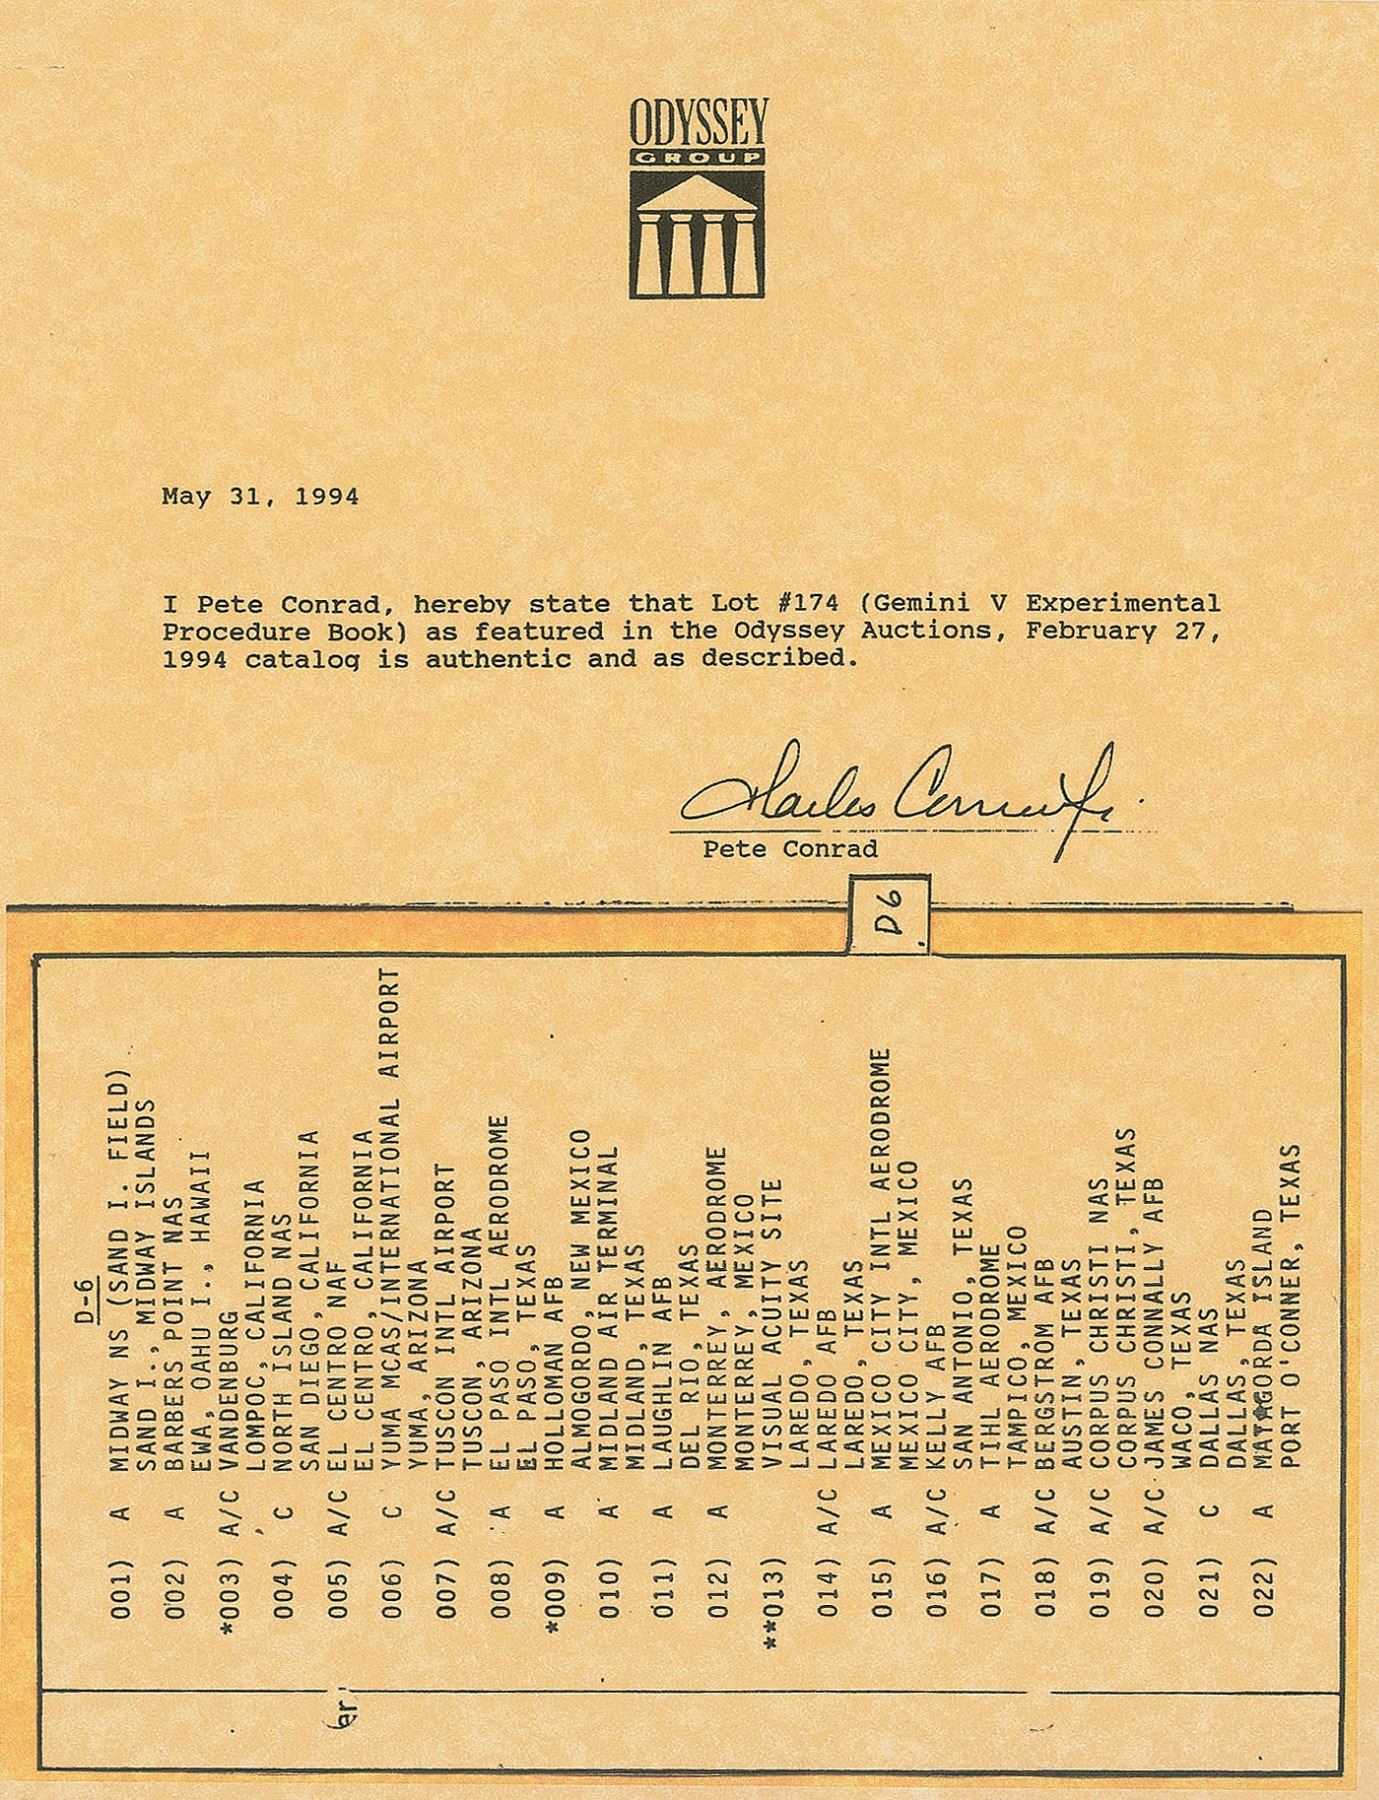 ODYSSEY
GROUP
May 31, 1994
I Pete Conrad, hereby state that Lot #174 (Gemini V Experimental
Procedure Book) as featured in the Odyssey Auctions, February 27,
1994 catalog is authentic and as described.
Charles Conrad Jr.
Pete Conrad
D6
D-6
001) A MIDWAY NS (SAND I. FIELD)
SAND I., MIDWAY ISLANDS
002) A BARBERS POINT NAS
EWA, OAHU I., HAWAII
*003) A/C VANDENBURG
LOMPOC, CALIFORNIA
004) C NORTH ISLAND NAS
SAN DIEGO, CALIFORNIA
005) A/C EL CENTRO NAF
EL CENTRO, CALIFORNIA
006) C YUMA MCAS/INTERNATIONAL AIRPORT
YUMA, ARIZONA
007) A/C TUSCON INTL AIRPORT
TUSCON, ARIZONA
008) A EL PASO INTL AERODROME
EL PASO, TEXAS
*009) A HOLLOMAN AFB
ALMOGORDO, NEW MEXICO
010) A MIDLAND AIR TERMINAL
MIDLAND, TEXAS
011) A LAUGHLIN AFB
DEL RIO, TEXAS
012) A MONTERREY, AERODROME
MONTERREY, MEXICO
**013) VISUAL ACUITY SITE
LAREDO, TEXAS
014) A/C LAREDO AFB
LAREDO, TEXAS
015) A MEXICO CITY INTL AERODROME
MEXICO CITY, MEXICO
016) A/C KELLY AFB
SAN ANTONIO, TEXAS
017) A TIHL AERODROME
TAMPICO, MEXICO
018) A/C BERGSTROM AFB
AUSTIN, TEXAS
019) A/C CORPUS CHRISTI NAS
CORPUS CHRISTI, TEXAS
020) A/C JAMES CONNALLY AFB
WACO, TEXAS
021) C DALLAS NAS
DALLAS, TEXAS
022) A MATAGORDA ISLAND
PORT O'CONNER, TEXAS
er